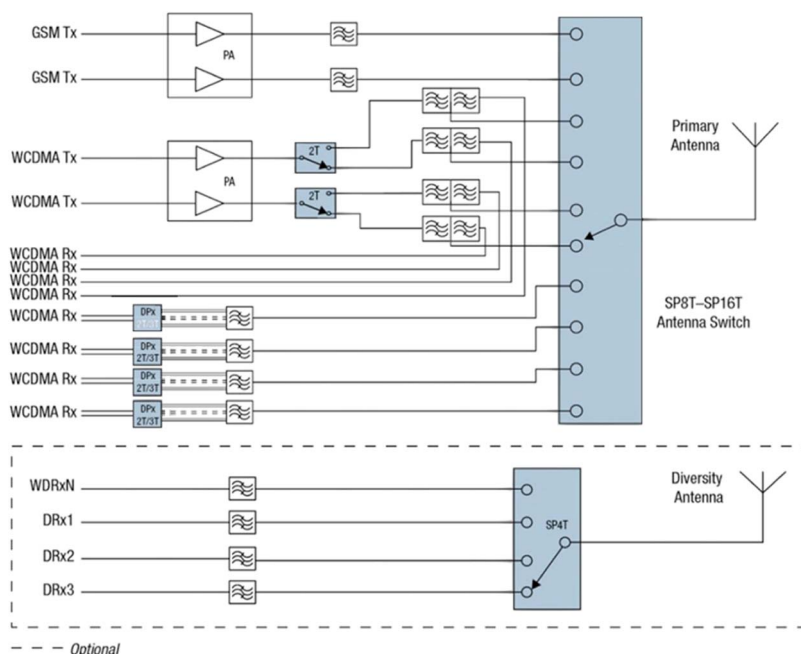 GSM Tx
PA
GSM Tx
WCDMA Tx
PA
2T
WCDMA Tx
2T
WCDMA Rx
WCDMA Rx
WCDMA Rx
WCDMA Rx
WCDMA Rx
DPx
2T/3T
WCDMA Rx
DPx
2T/3T
WCDMA Rx
DPx
2T/3T
WCDMA Rx
DPx
2T/3T
Primary
Antenna
SP8T–SP16T
Antenna Switch
WDRxN
DRx1
DRx2
DRx3
SP4T
Diversity
Antenna
Optional